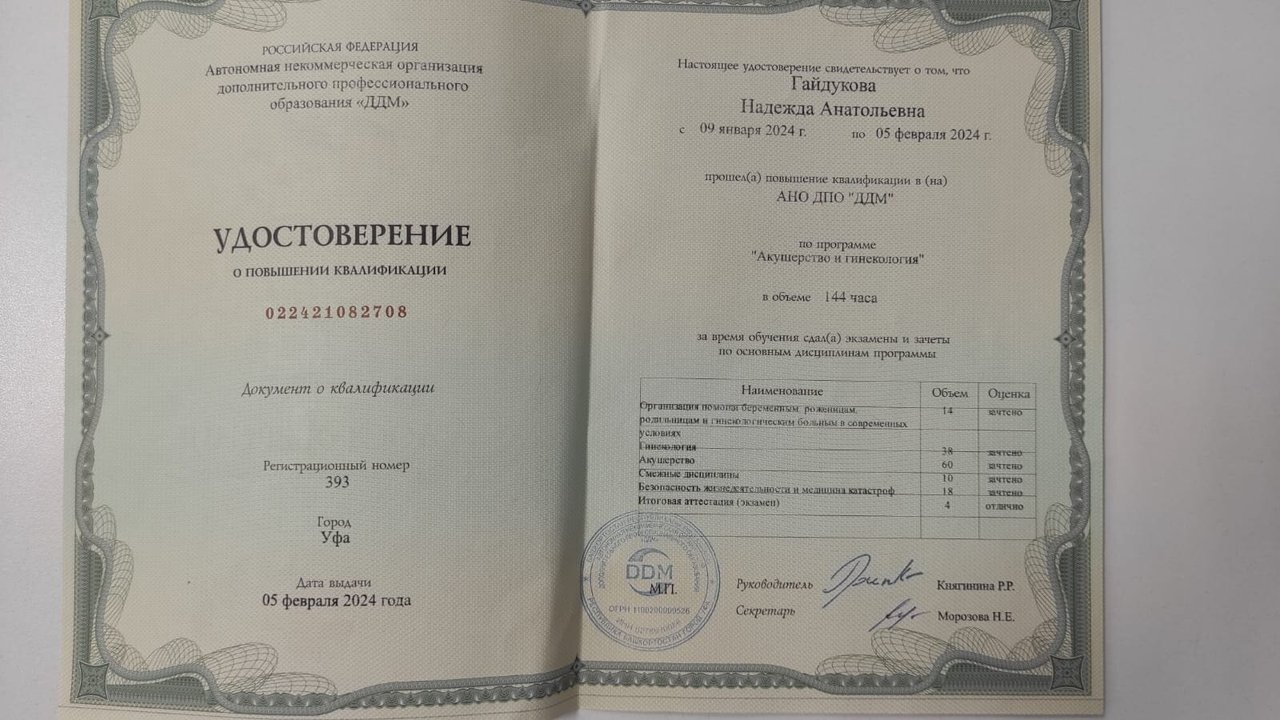 РОССИЙСКАЯ ФЕДЕРАЦИЯ
Автономная некоммерческая организация
дополнительного профессионального
образования «ДДМ»
УДОСТОВЕРЕНИЕ
О ПОВЫШЕНИИ КВАЛИФИКАЦИИ
022421082708
Документ о квалификации
Регистрационный номер
393
Город
Уфа
Дата выдачи
05 февраля 2024 года
Настоящее удостоверение свидетельствует о том, что
Гайдукова
Надежда Анатольевна
с 09 января 2024 г. по 05 февраля 2024 г.
прошел(а) повышение квалификации в (на)
АНО ДПО "ДДМ"
по программе
"Акушерство и гинекология"
в объеме 144 часа
за время обучения сдал(а) экзамены и зачеты
по основным дисциплинам программы
Наименование Объем Оценка
Организация помощи беременным, роженицам, 14 зачтено
родильницам и гинекологическим больным в современных
условиях
Гинекология 38 зачтено
Акушерство 60 зачтено
Смежные дисциплины 10 зачтено
Безопасность жизнедеятельности и медицина катастроф 18 зачтено
Итоговая аттестация (экзамен) 4 отлично
DDM
М.П.
Руководитель Княгинина Р.Р.
Секретарь Морозова Н.Е.